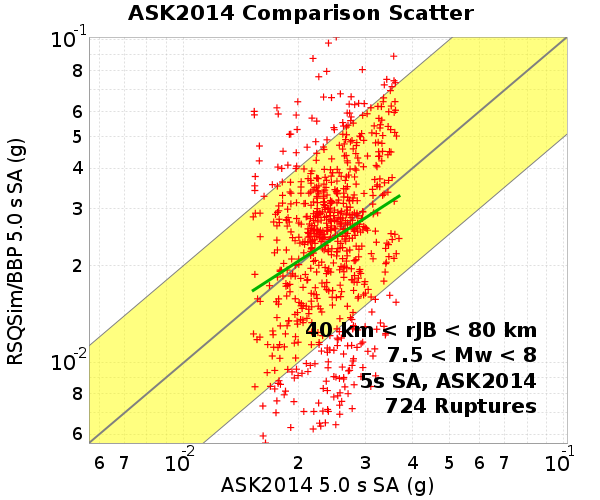 ASK2014 Comparison Scatter
RSQSim/BBP 5.0 s SA (g)
10-1
8
6
5
4
3
2
10-2
8
6
40 km < rJB < 80 km
7.5 < Mw < 8
5s SA, ASK2014
724 Ruptures
6 7 10-2 2 3 4 5 6 7 10-1
ASK2014 5.0 s SA (g)